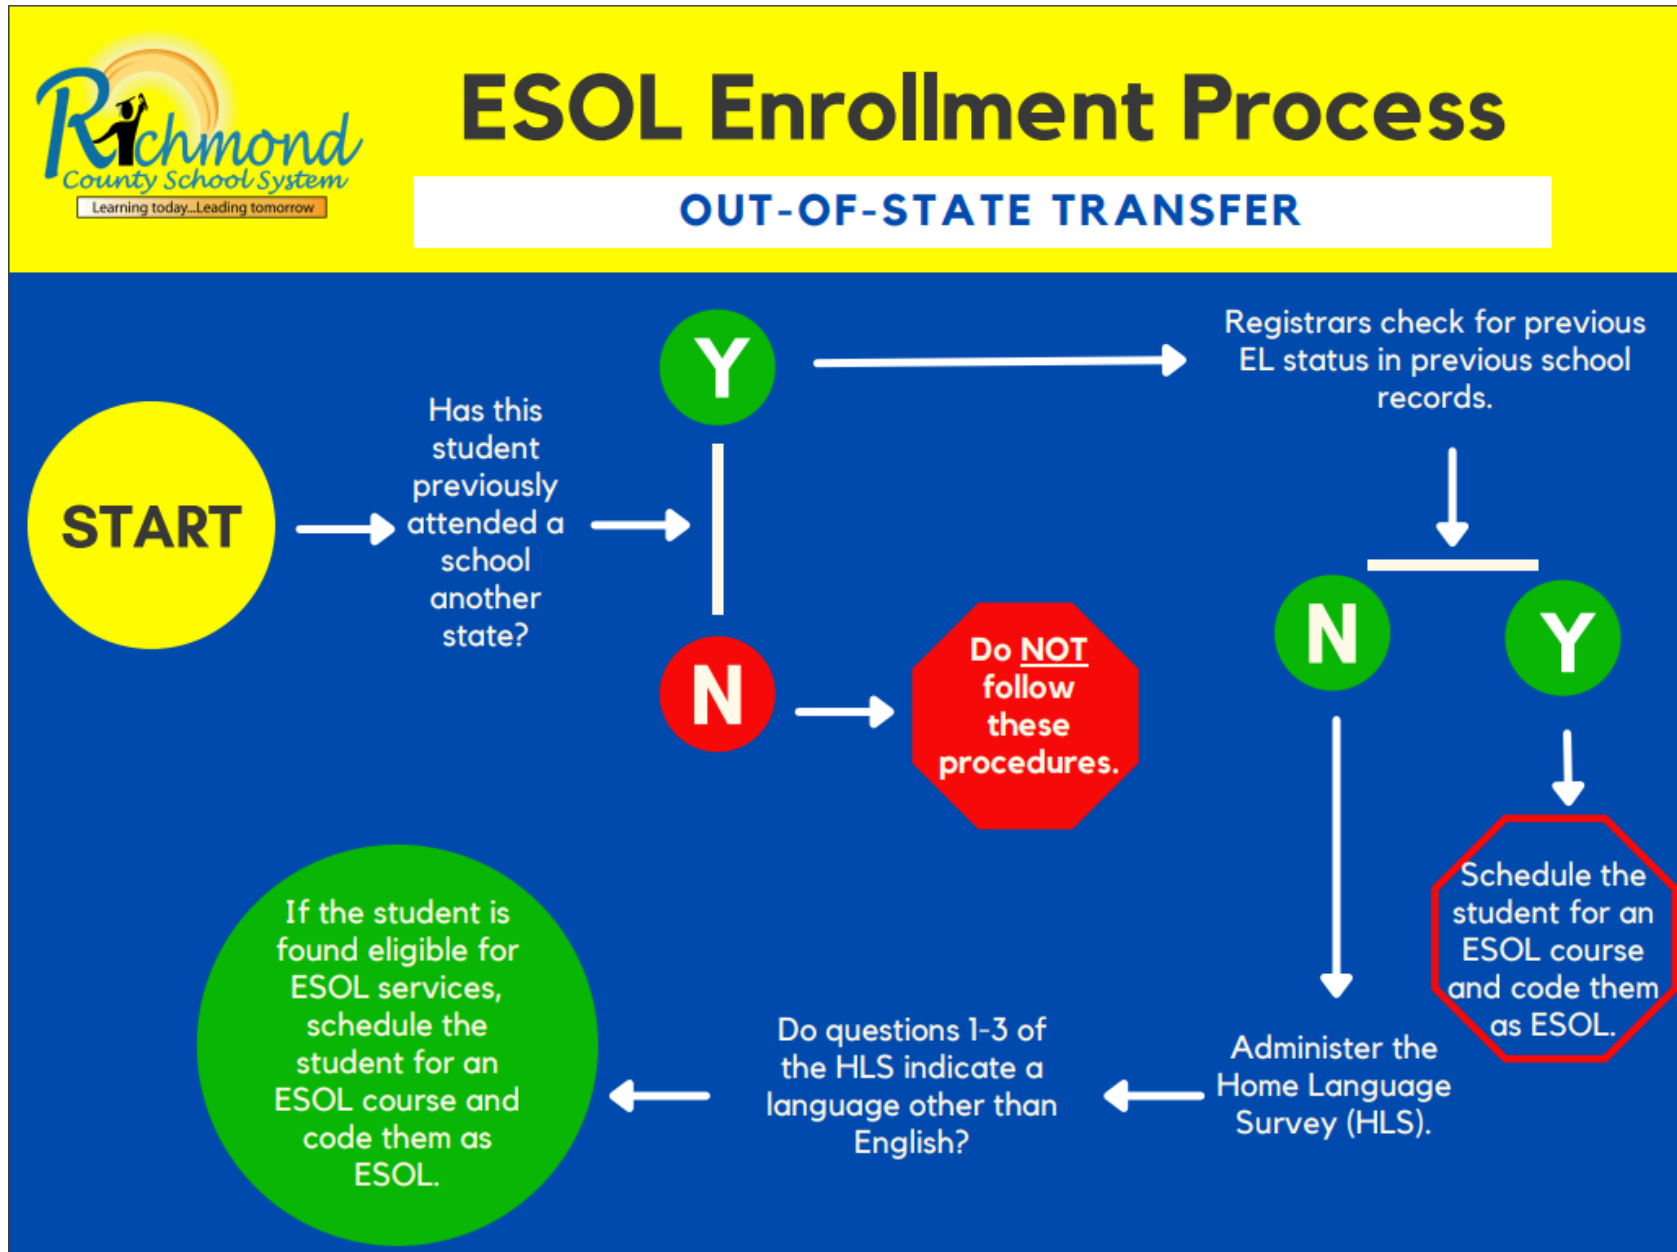 Richmond
County School System
Learning today...Leading tomorrow
ESOL Enrollment Process
OUT-OF-STATE TRANSFER
START
Has this
student
previously
attended a
school
another
state?
Y
N
Do NOT
follow
these
procedures.
Registrars check for previous
EL status in previous school
records.
N
Y
Schedule the
student for an
ESOL course
and code them
as ESOL.
Administer the
Home Language
Survey (HLS).
Do questions 1-3 of
the HLS indicate a
language other than
English?
If the student is
found eligible for
ESOL services,
schedule the
student for an
ESOL course and
code them as
ESOL.